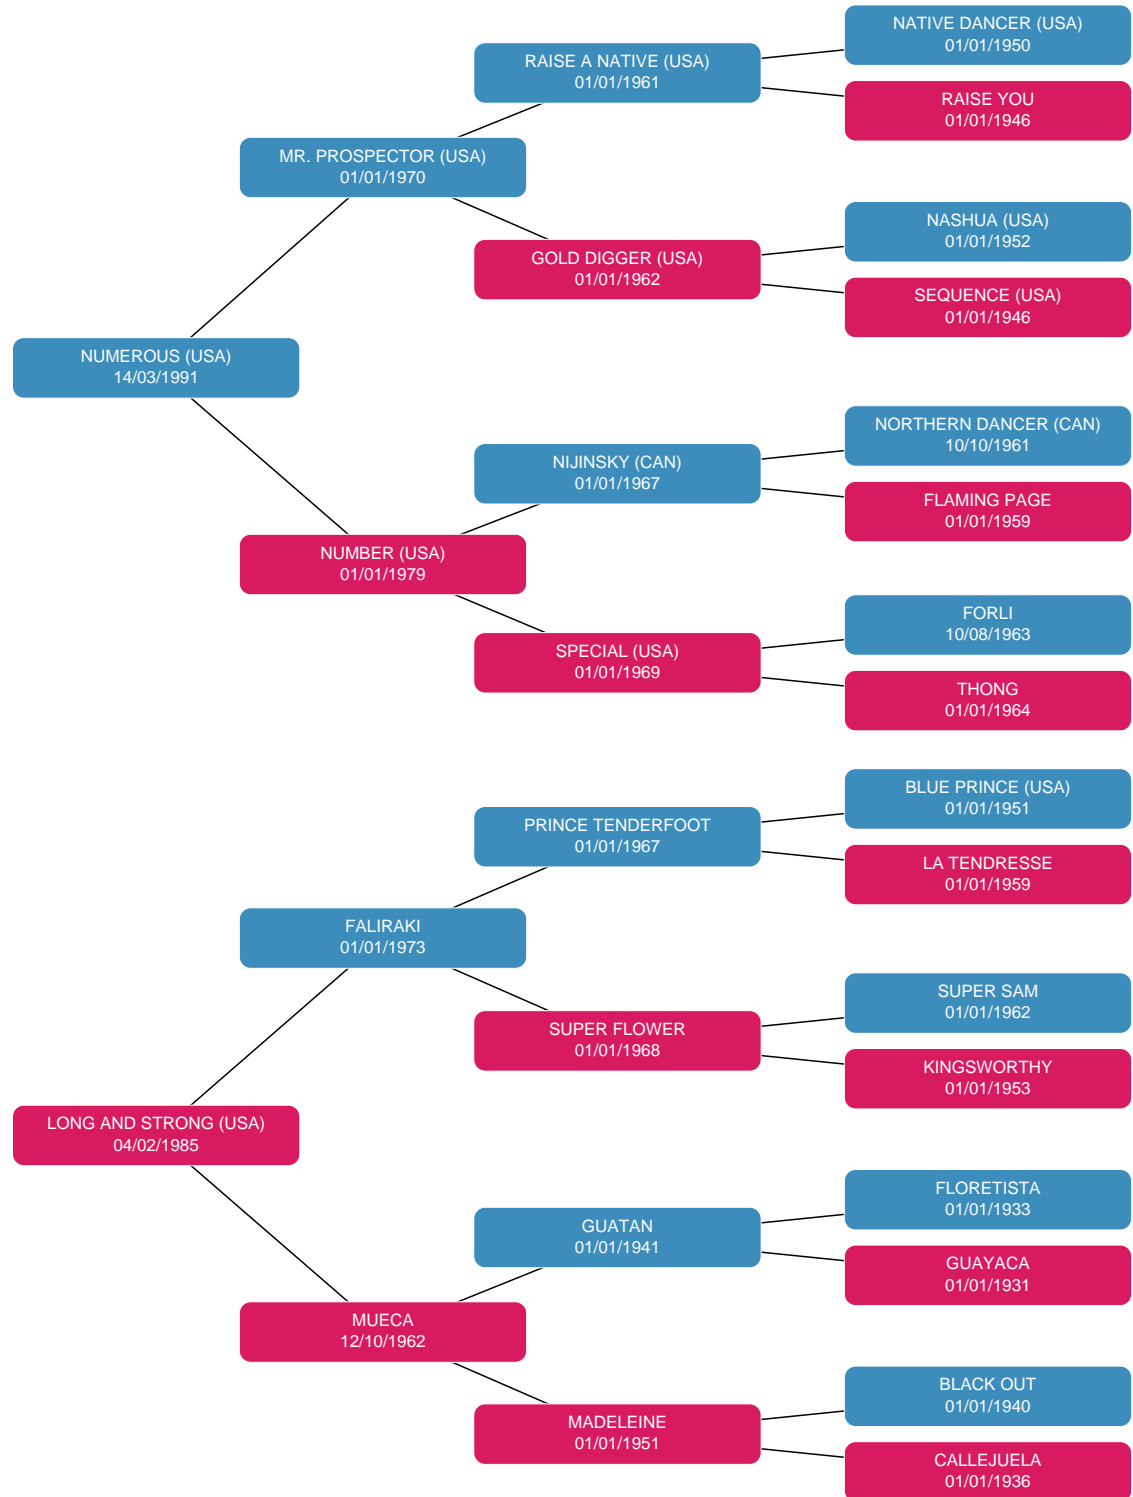 NATIVE DANCER (USA)
01/01/1950
RAISE A NATIVE (USA)
01/01/1961
RAISE YOU
01/01/1946
MR. PROSPECTOR (USA)
01/01/1970
NASHUA (USA)
01/01/1952
GOLD DIGGER (USA)
01/01/1962
SEQUENCE (USA)
01/01/1946
NUMEROUS (USA)
14/03/1991
NORTHERN DANCER (CAN)
10/10/1961
NIJINSKY (CAN)
01/01/1967
FLAMING PAGE
01/01/1959
NUMBER (USA)
01/01/1979
FORLI
10/08/1963
SPECIAL (USA)
01/01/1969
THONG
01/01/1964
BLUE PRINCE (USA)
01/01/1951
PRINCE TENDERFOOT
01/01/1967
LA TENDRESSE
01/01/1959
FALIRAKI
01/01/1973
SUPER SAM
01/01/1962
SUPER FLOWER
01/01/1968
KINGSWORTHY
01/01/1953
LONG AND STRONG (USA)
04/02/1985
FLORETISTA
01/01/1933
GUATAN
01/01/1941
GUAYACA
01/01/1931
MUECA
12/10/1962
BLACK OUT
01/01/1940
MADELEINE
01/01/1951
CALLEJUELA
01/01/1936